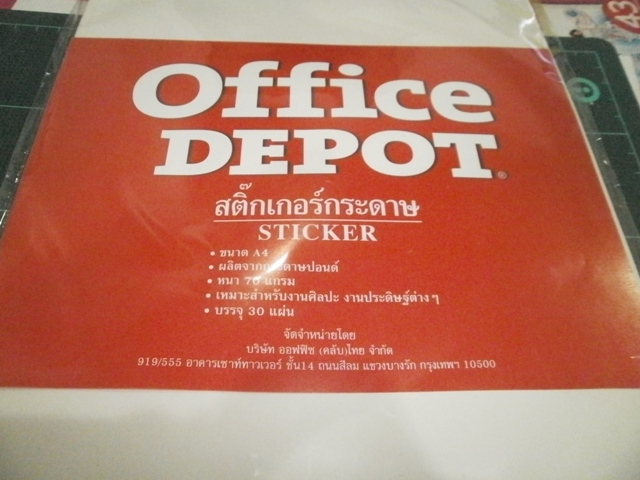 Office
DEPOT®
สติ๊กเกอร์กระดาษ
STICKER
• ขนาด A4
• ผลิตจากกระดาษปอนด์
• หนา 70 แกรม
• เหมาะสำหรับงานศิลปะ งานประดิษฐ์ต่างๆ
• บรรจุ 30 แผ่น
จัดจำหน่ายโดย
บริษัท ออฟฟิซ (คลับ)ไทย จำกัด
919/555 อาคารเซาท์ทาวเวอร์ ชั้น14 ถนนสีลม แขวงบางรัก กรุงเทพฯ 10500
A3